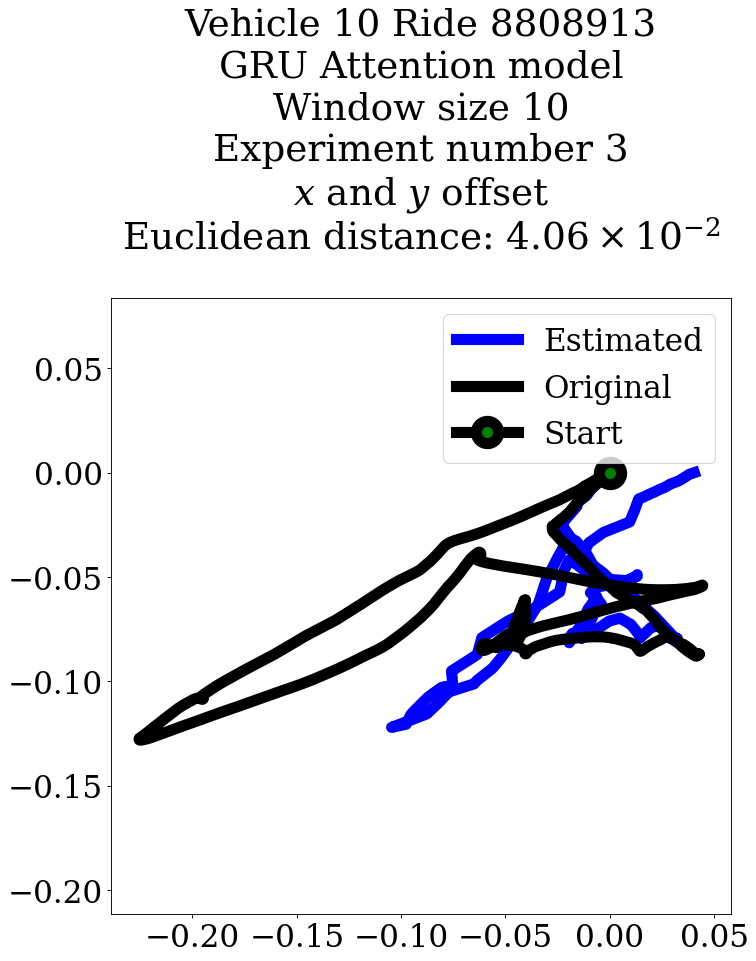 Vehicle 10 Ride 8808913
GRU Attention model
Window size 10
Experiment number 3
x and y offset
Euclidean distance: 4.06 × 10⁻²
Estimated
Original
Start
0.05
0.00
−0.05
−0.10
−0.15
−0.20
−0.20 −0.15 −0.10 −0.05 0.00 0.05